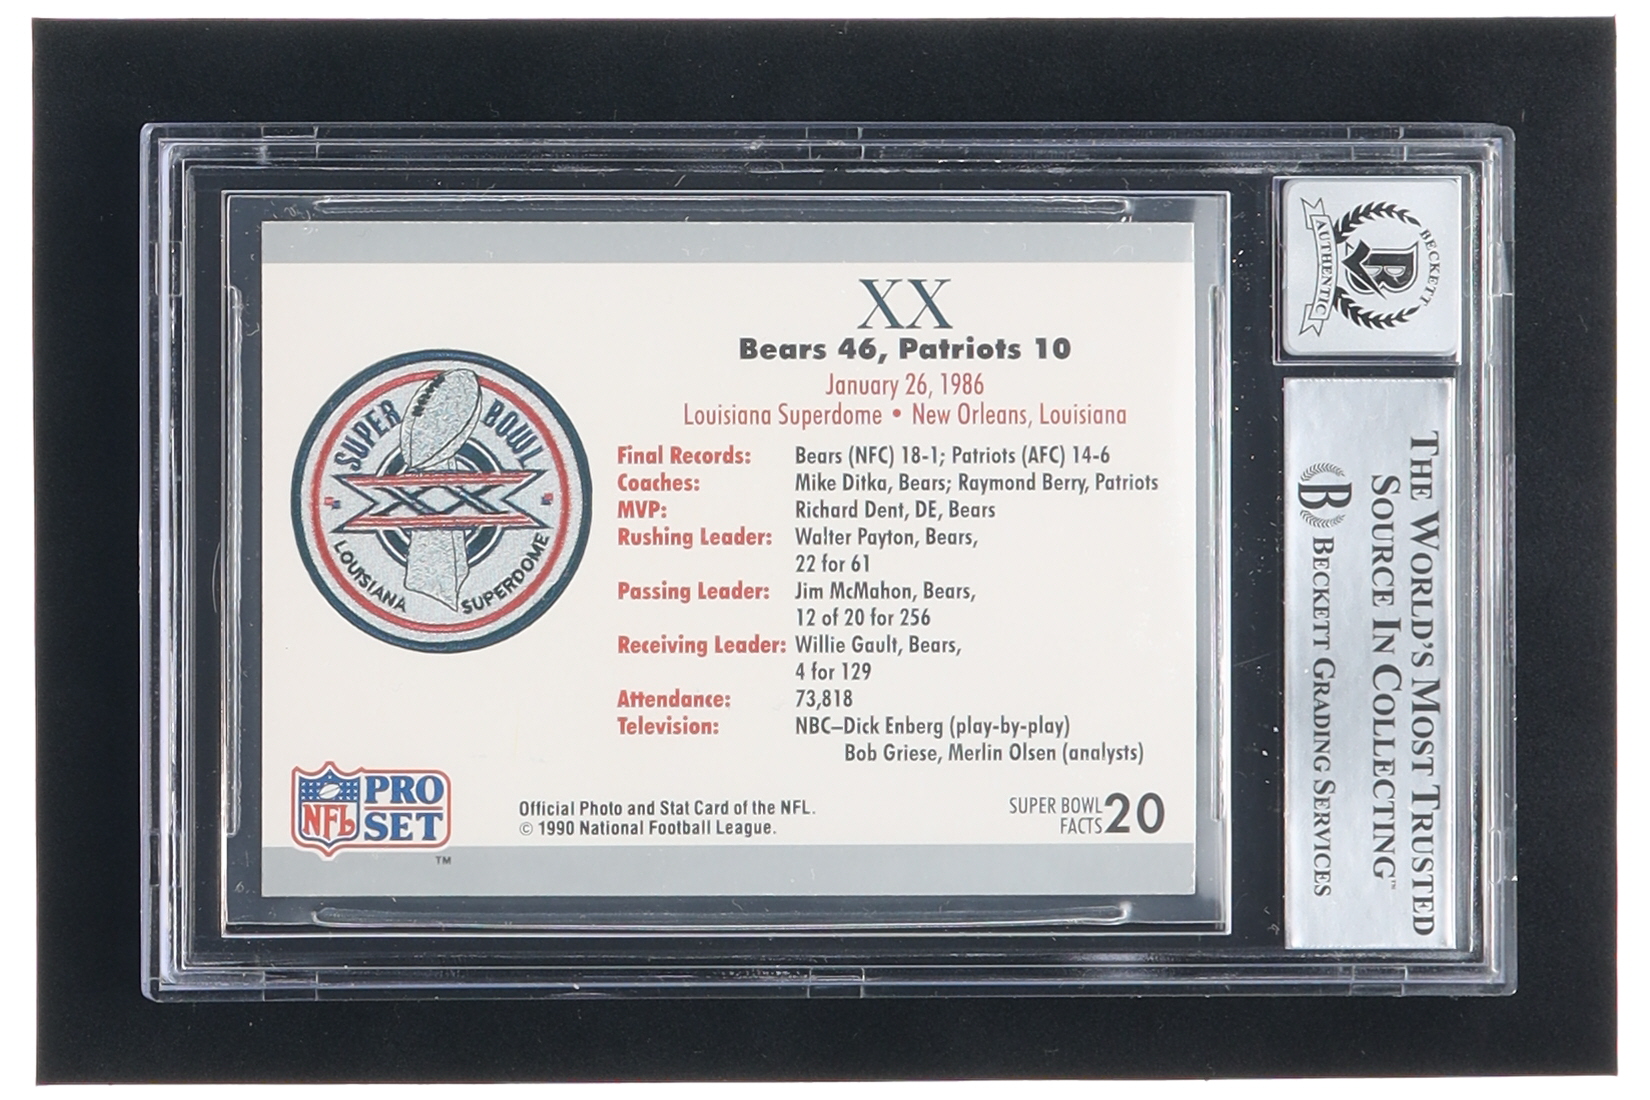 XX
Bears 46, Patriots 10
January 26, 1986
Louisiana Superdome • New Orleans, Louisiana
Final Records: Bears (NFC) 18-1; Patriots (AFC) 14-6
Coaches: Mike Ditka, Bears; Raymond Berry, Patriots
MVP: Richard Dent, DE, Bears
Rushing Leader: Walter Payton, Bears,
22 for 61
Passing Leader: Jim McMahon, Bears,
12 of 20 for 256
Receiving Leader: Willie Gault, Bears,
4 for 129
Attendance: 73,818
Television: NBC–Dick Enberg (play-by-play)
Bob Griese, Merlin Olsen (analysts)
SUPER BOWL
XX
LOUISIANA SUPERDOME
NFL
PRO
SET
™
Official Photo and Stat Card of the NFL.
© 1990 National Football League.
SUPER BOWL
FACTS 20
BECKETT
B
AUTHENTIC
THE WORLD'S MOST TRUSTED
SOURCE IN COLLECTING™
B BECKETT GRADING SERVICES